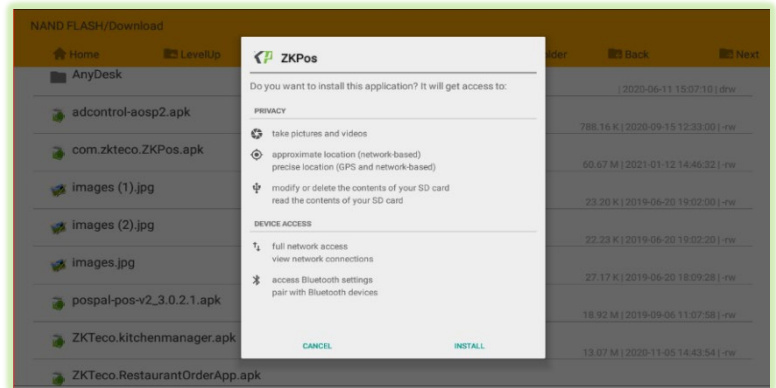 NAND FLASH/Download
Home LevelUp Back Next
AnyDesk
| 2020-06-11 15:07:10 | drw
adcontrol-aosp2.apk
788.16 K | 2020-09-15 12:33:00 | -rw
com.zkteco.ZKPos.apk
60.67 M | 2021-01-12 14:46:32 | -rw
images (1).jpg
23.20 K | 2019-06-20 19:02:00 | -rw
images (2).jpg
22.23 K | 2019-06-20 19:02:20 | -rw
images.jpg
27.17 K | 2019-06-20 18:09:28 | -rw
pospal-pos-v2_3.0.2.1.apk
18.92 M | 2019-09-06 11:07:58 | -rw
ZKTeco.kitchenmanager.apk
13.07 M | 2020-11-05 14:43:54 | -rw
ZKTeco.RestaurantOrderApp.apk
ZKPos
Do you want to install this application? It will get access to:
PRIVACY
take pictures and videos
approximate location (network-based)
precise location (GPS and network-based)
modify or delete the contents of your SD card
read the contents of your SD card
DEVICE ACCESS
full network access
view network connections
access Bluetooth settings
pair with Bluetooth devices
CANCEL INSTALL